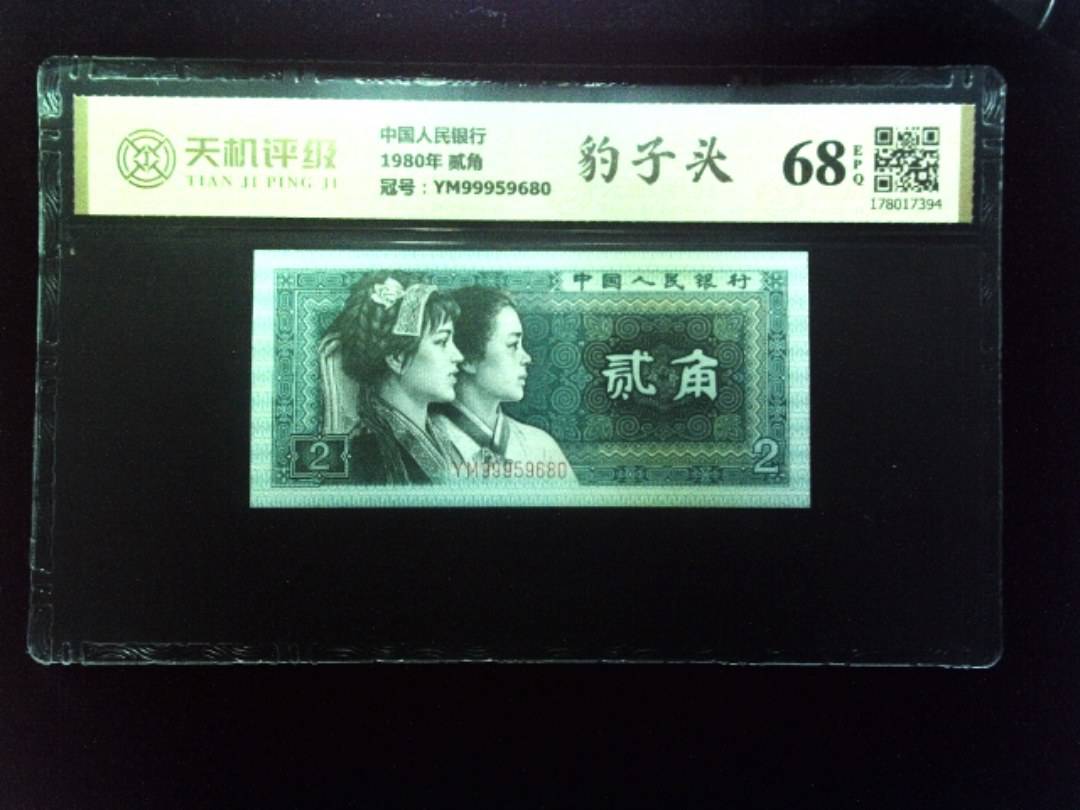 天机评级
TIAN JI PING JI
中国人民银行
1980年 贰角
冠号：YM99959680
豹子头
68
EPQ
178017394
中国人民银行
贰角
2
YM99959680
2